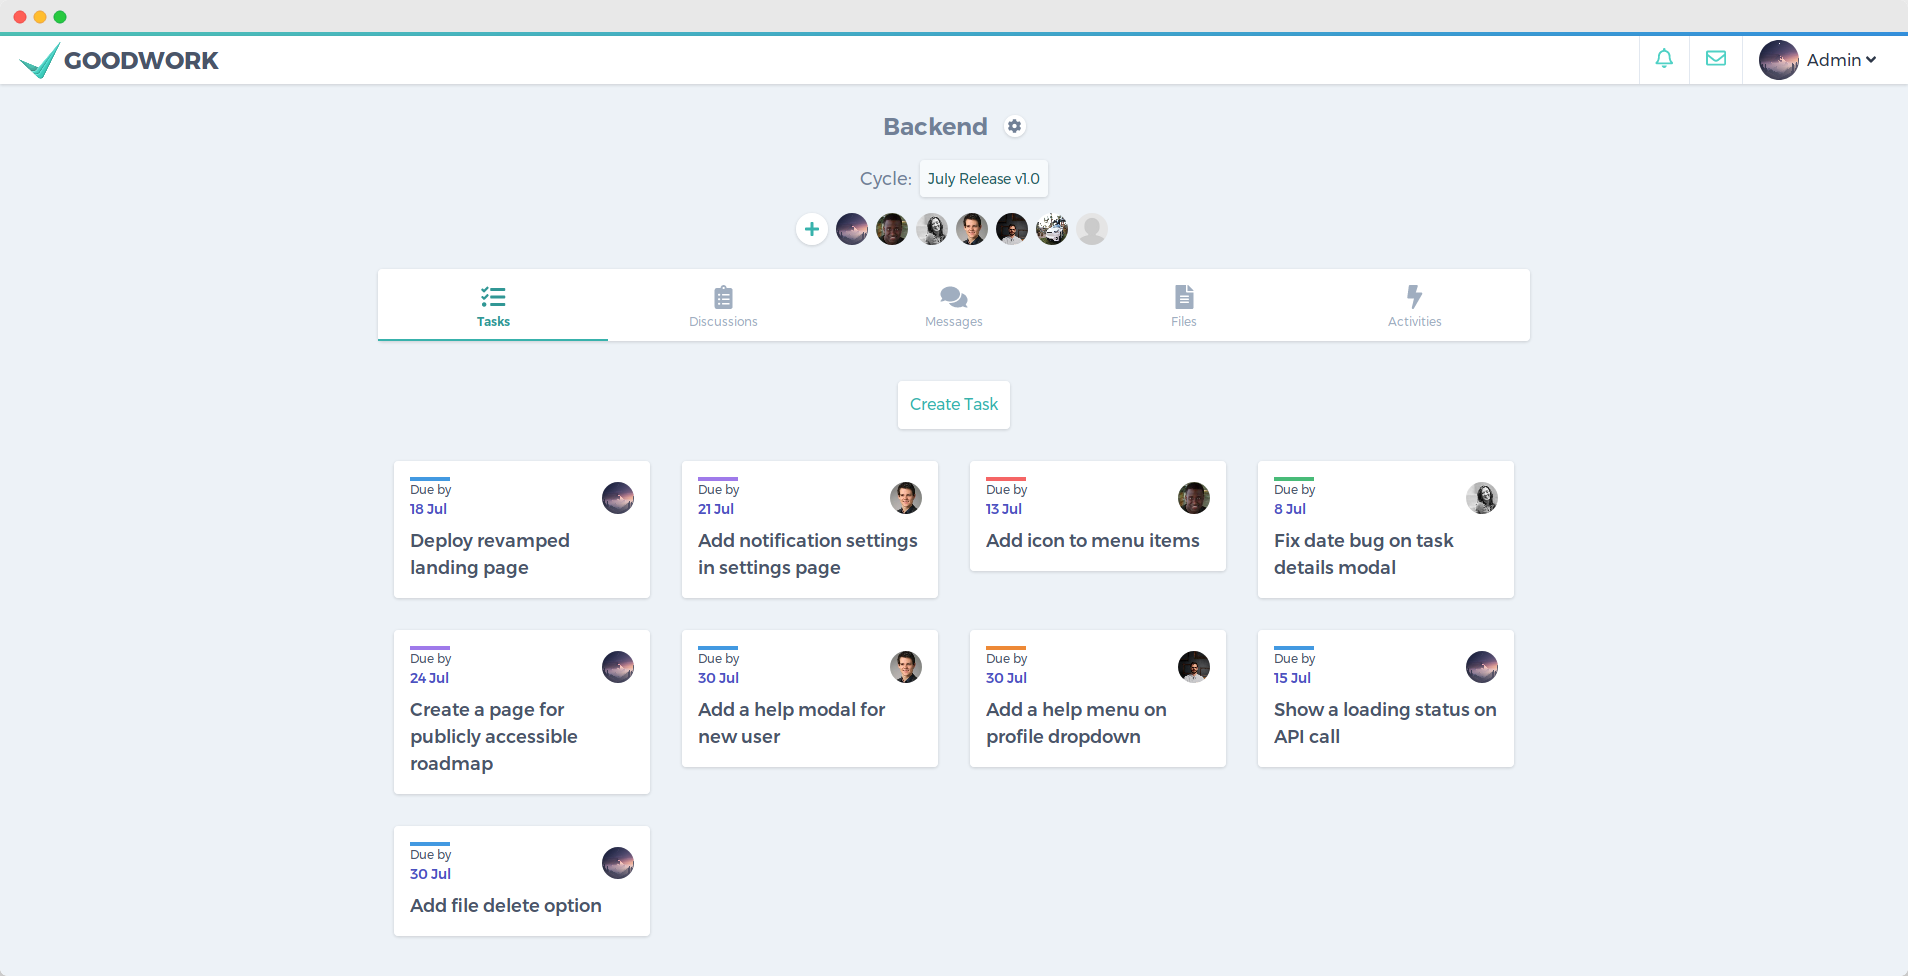 GOODWORK
Admin
Backend
Cycle: July Release v1.0
Tasks
Discussions
Messages
Files
Activities
Create Task
Due by
18 Jul
Deploy revamped
landing page
Due by
21 Jul
Add notification settings
in settings page
Due by
13 Jul
Add icon to menu items
Due by
8 Jul
Fix date bug on task
details modal
Due by
24 Jul
Create a page for
publicly accessible
roadmap
Due by
30 Jul
Add a help modal for
new user
Due by
30 Jul
Add a help menu on
profile dropdown
Due by
15 Jul
Show a loading status on
API call
Due by
30 Jul
Add file delete option